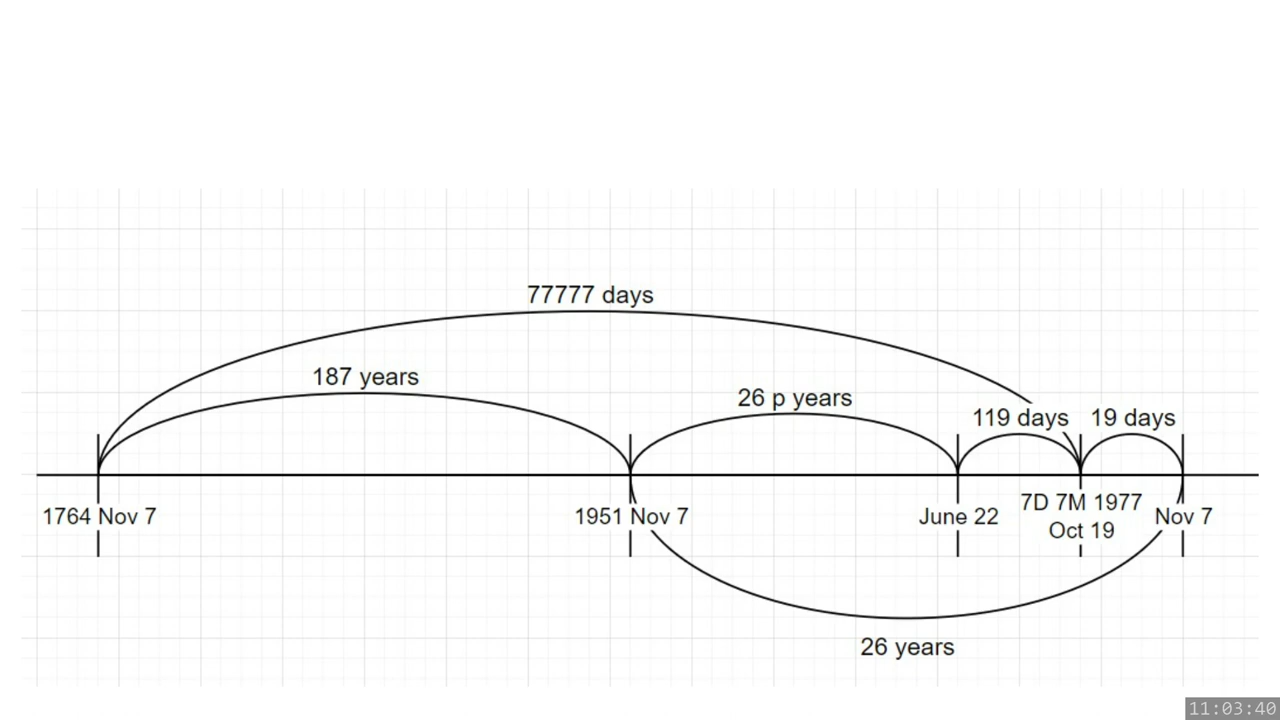 77777 days
187 years
26 p years
119 days
19 days
1764 Nov 7
1951 Nov 7
June 22
7D 7M 1977
Oct 19
Nov 7
26 years
11:03:40